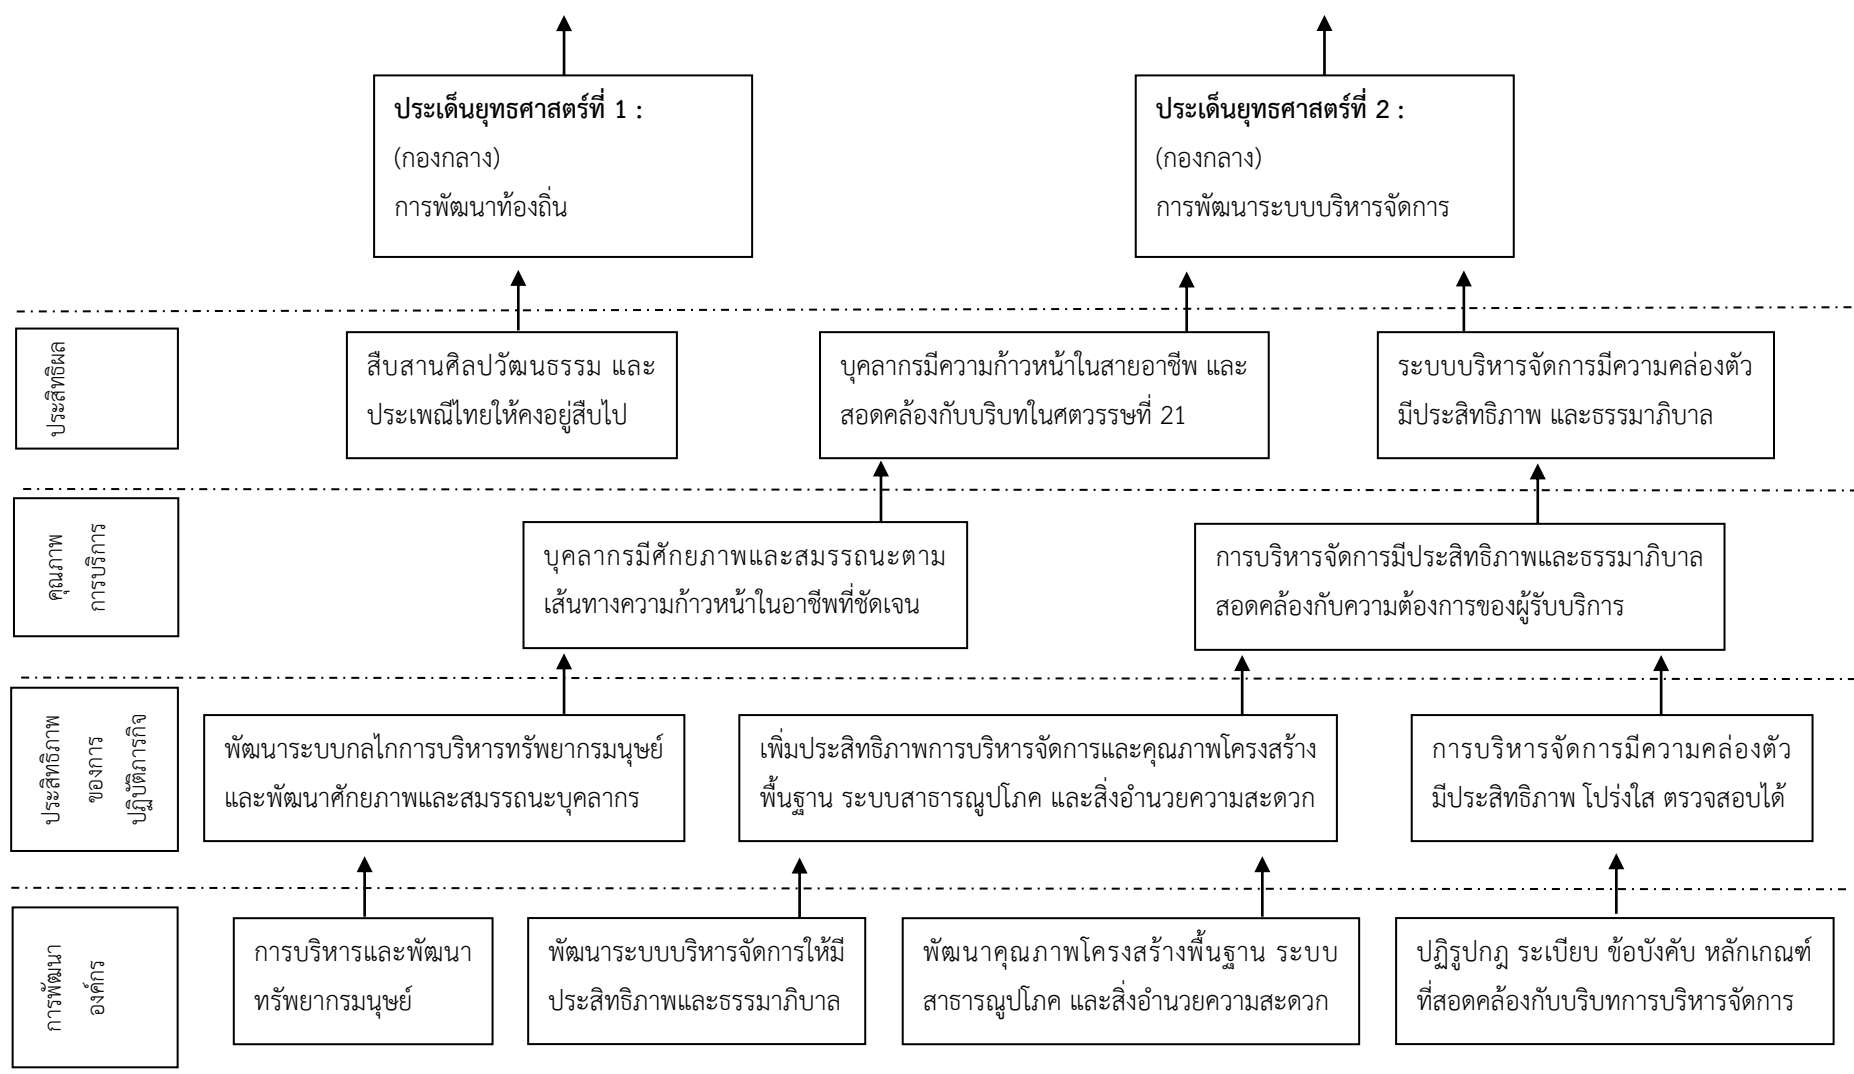 ประเด็นยุทธศาสตร์ที่ 1 :
(กองกลาง)
การพัฒนาท้องถิ่น
ประเด็นยุทธศาสตร์ที่ 2 :
(กองกลาง)
การพัฒนาระบบบริหารจัดการ
ประสิทธิผล
สืบสานศิลปวัฒนธรรม และ
ประเพณีไทยให้คงอยู่สืบไป
บุคลากรมีความก้าวหน้าในสายอาชีพ และ
สอดคล้องกับบริบทในศตวรรษที่ 21
ระบบบริหารจัดการมีความคล่องตัว
มีประสิทธิภาพ และธรรมาภิบาล
คุณภาพ
การบริการ
บุคลากรมีศักยภาพและสมรรถนะตาม
เส้นทางความก้าวหน้าในอาชีพที่ชัดเจน
การบริหารจัดการมีประสิทธิภาพและธรรมาภิบาล
สอดคล้องกับความต้องการของผู้รับบริการ
ประสิทธิภาพ
ของการ
ปฏิบัติภารกิจ
พัฒนาระบบกลไกการบริหารทรัพยากรมนุษย์
และพัฒนาศักยภาพและสมรรถนะบุคลากร
เพิ่มประสิทธิภาพการบริหารจัดการและคุณภาพโครงสร้าง
พื้นฐาน ระบบสาธารณูปโภค และสิ่งอำนวยความสะดวก
การบริหารจัดการมีความคล่องตัว
มีประสิทธิภาพ โปร่งใส ตรวจสอบได้
การพัฒนา
องค์กร
การบริหารและพัฒนา
ทรัพยากรมนุษย์
พัฒนาระบบบริหารจัดการให้มี
ประสิทธิภาพและธรรมาภิบาล
พัฒนาคุณภาพโครงสร้างพื้นฐาน ระบบ
สาธารณูปโภค และสิ่งอำนวยความสะดวก
ปฏิรูปกฎ ระเบียบ ข้อบังคับ หลักเกณฑ์
ที่สอดคล้องกับบริบทการบริหารจัดการ